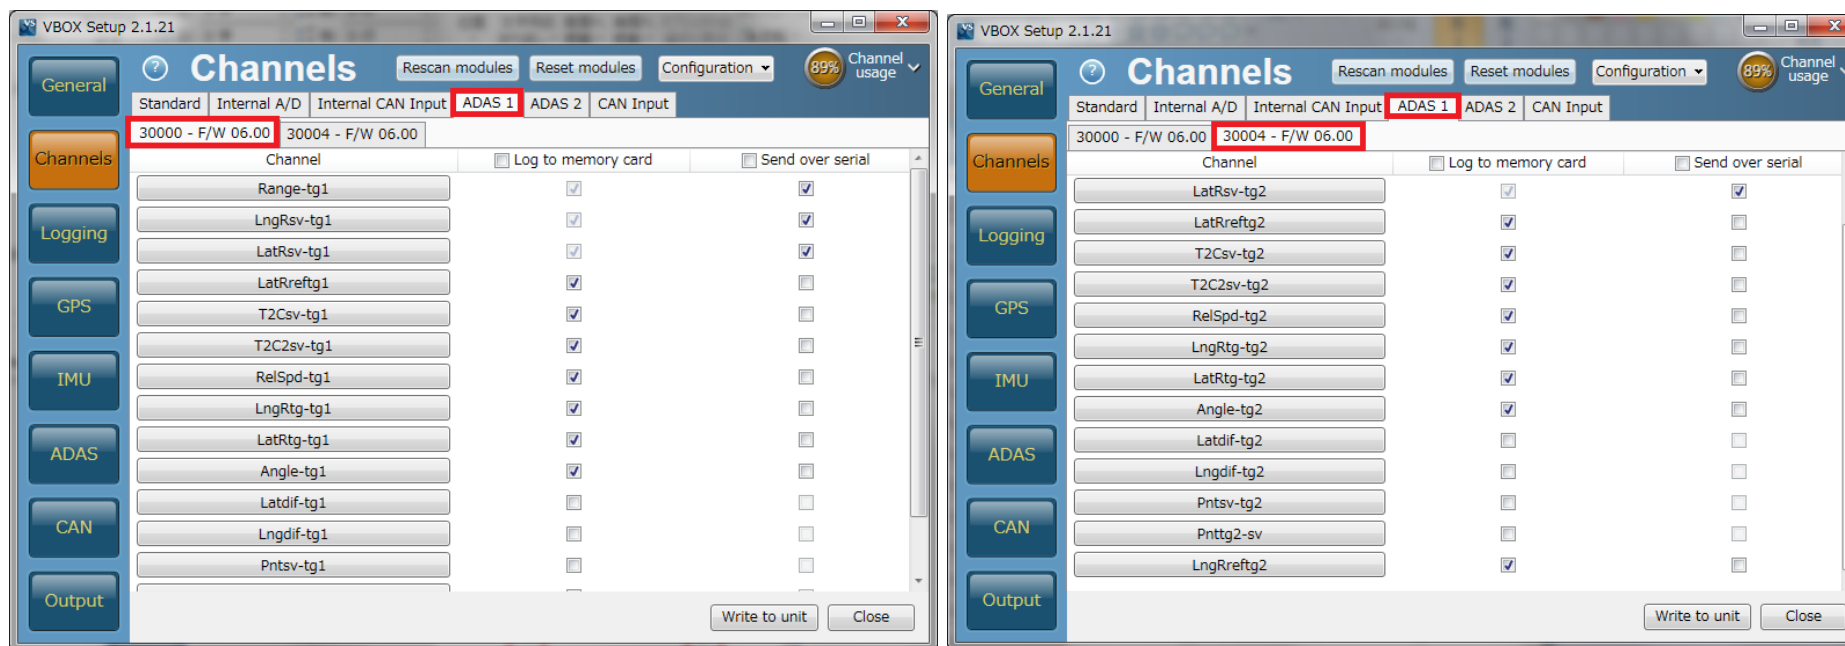 VBOX Setup 2.1.21
General
Channels
Logging
GPS
IMU
ADAS
CAN
Output
? Channels Rescan modules Reset modules Configuration 89% Channel usage
Standard Internal A/D Internal CAN Input ADAS 1 ADAS 2 CAN Input
30000 - F/W 06.00 30004 - F/W 06.00
Channel Log to memory card Send over serial
Range-tg1
LngRsv-tg1
LatRsv-tg1
LatRreftg1
T2Csv-tg1
T2C2sv-tg1
RelSpd-tg1
LngRtg-tg1
LatRtg-tg1
Angle-tg1
Latdif-tg1
Lngdif-tg1
Pntsv-tg1
Write to unit Close
VBOX Setup 2.1.21
General
Channels
Logging
GPS
IMU
ADAS
CAN
Output
? Channels Rescan modules Reset modules Configuration 89% Channel usage
Standard Internal A/D Internal CAN Input ADAS 1 ADAS 2 CAN Input
30000 - F/W 06.00 30004 - F/W 06.00
Channel Log to memory card Send over serial
LatRsv-tg2
LatRreftg2
T2Csv-tg2
T2C2sv-tg2
RelSpd-tg2
LngRtg-tg2
LatRtg-tg2
Angle-tg2
Latdif-tg2
Lngdif-tg2
Pntsv-tg2
Pnttg2-sv
LngRreftg2
Write to unit Close